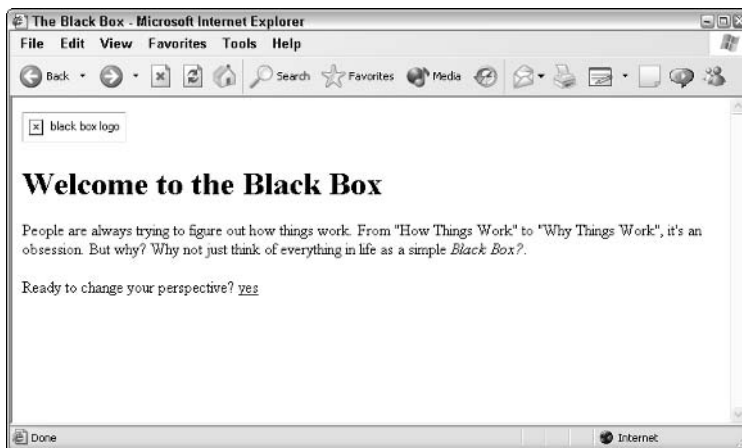 The Black Box - Microsoft Internet Explorer
File Edit View Favorites Tools Help
Back Search Favorites Media
black box logo
Welcome to the Black Box
People are always trying to figure out how things work. From "How Things Work" to "Why Things Work", it's an
obsession. But why? Why not just think of everything in life as a simple Black Box?.
Ready to change your perspective? yes
Done Internet